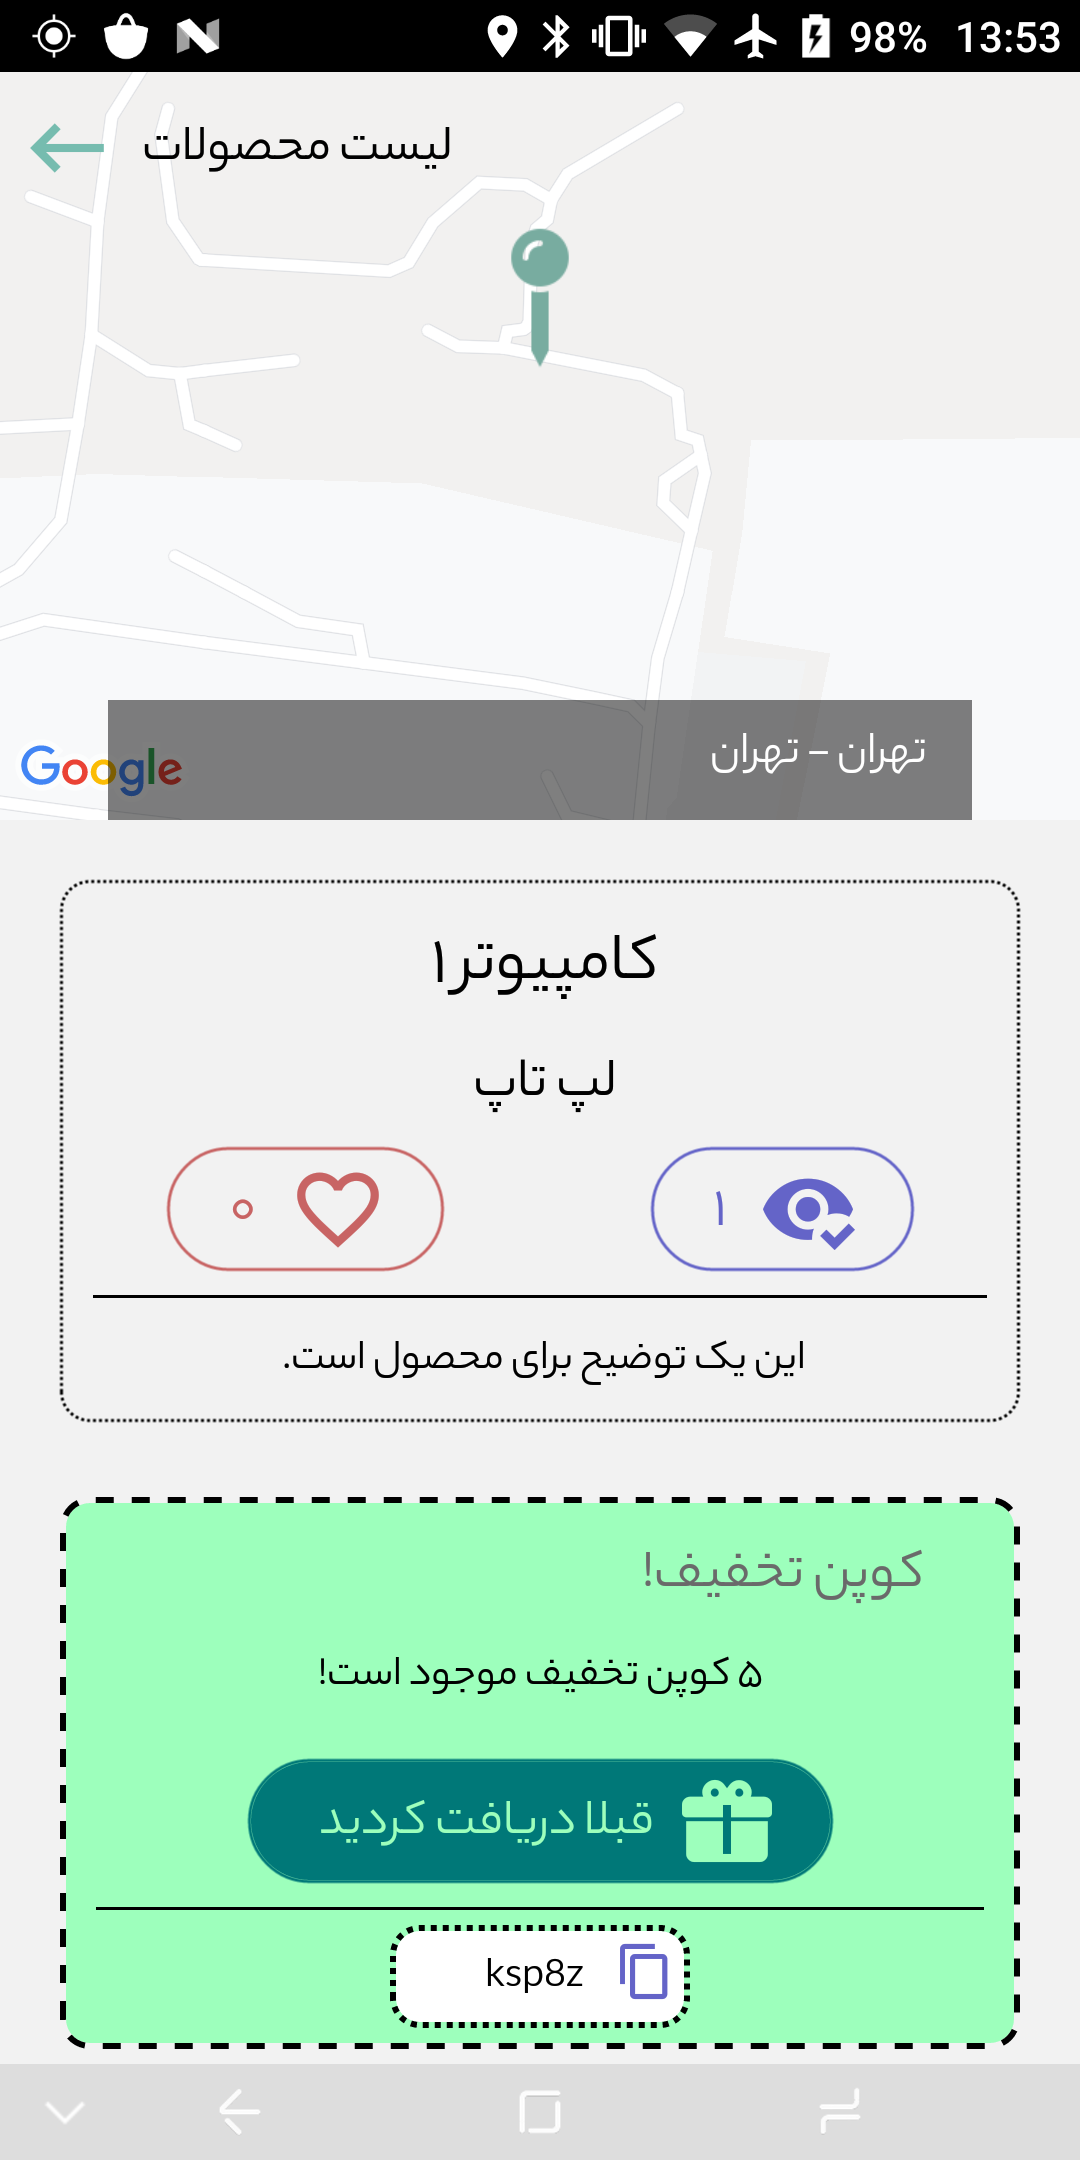 98% 13:53
لیست محصولات
تهران - تهران
Google
کامپیوتر۱
لپ تاپ
۱
۰
این یک توضیح برای محصول است.
کوپن تخفیف!
۵ کوپن تخفیف موجود است!
قبلا دریافت کردید
ksp8z